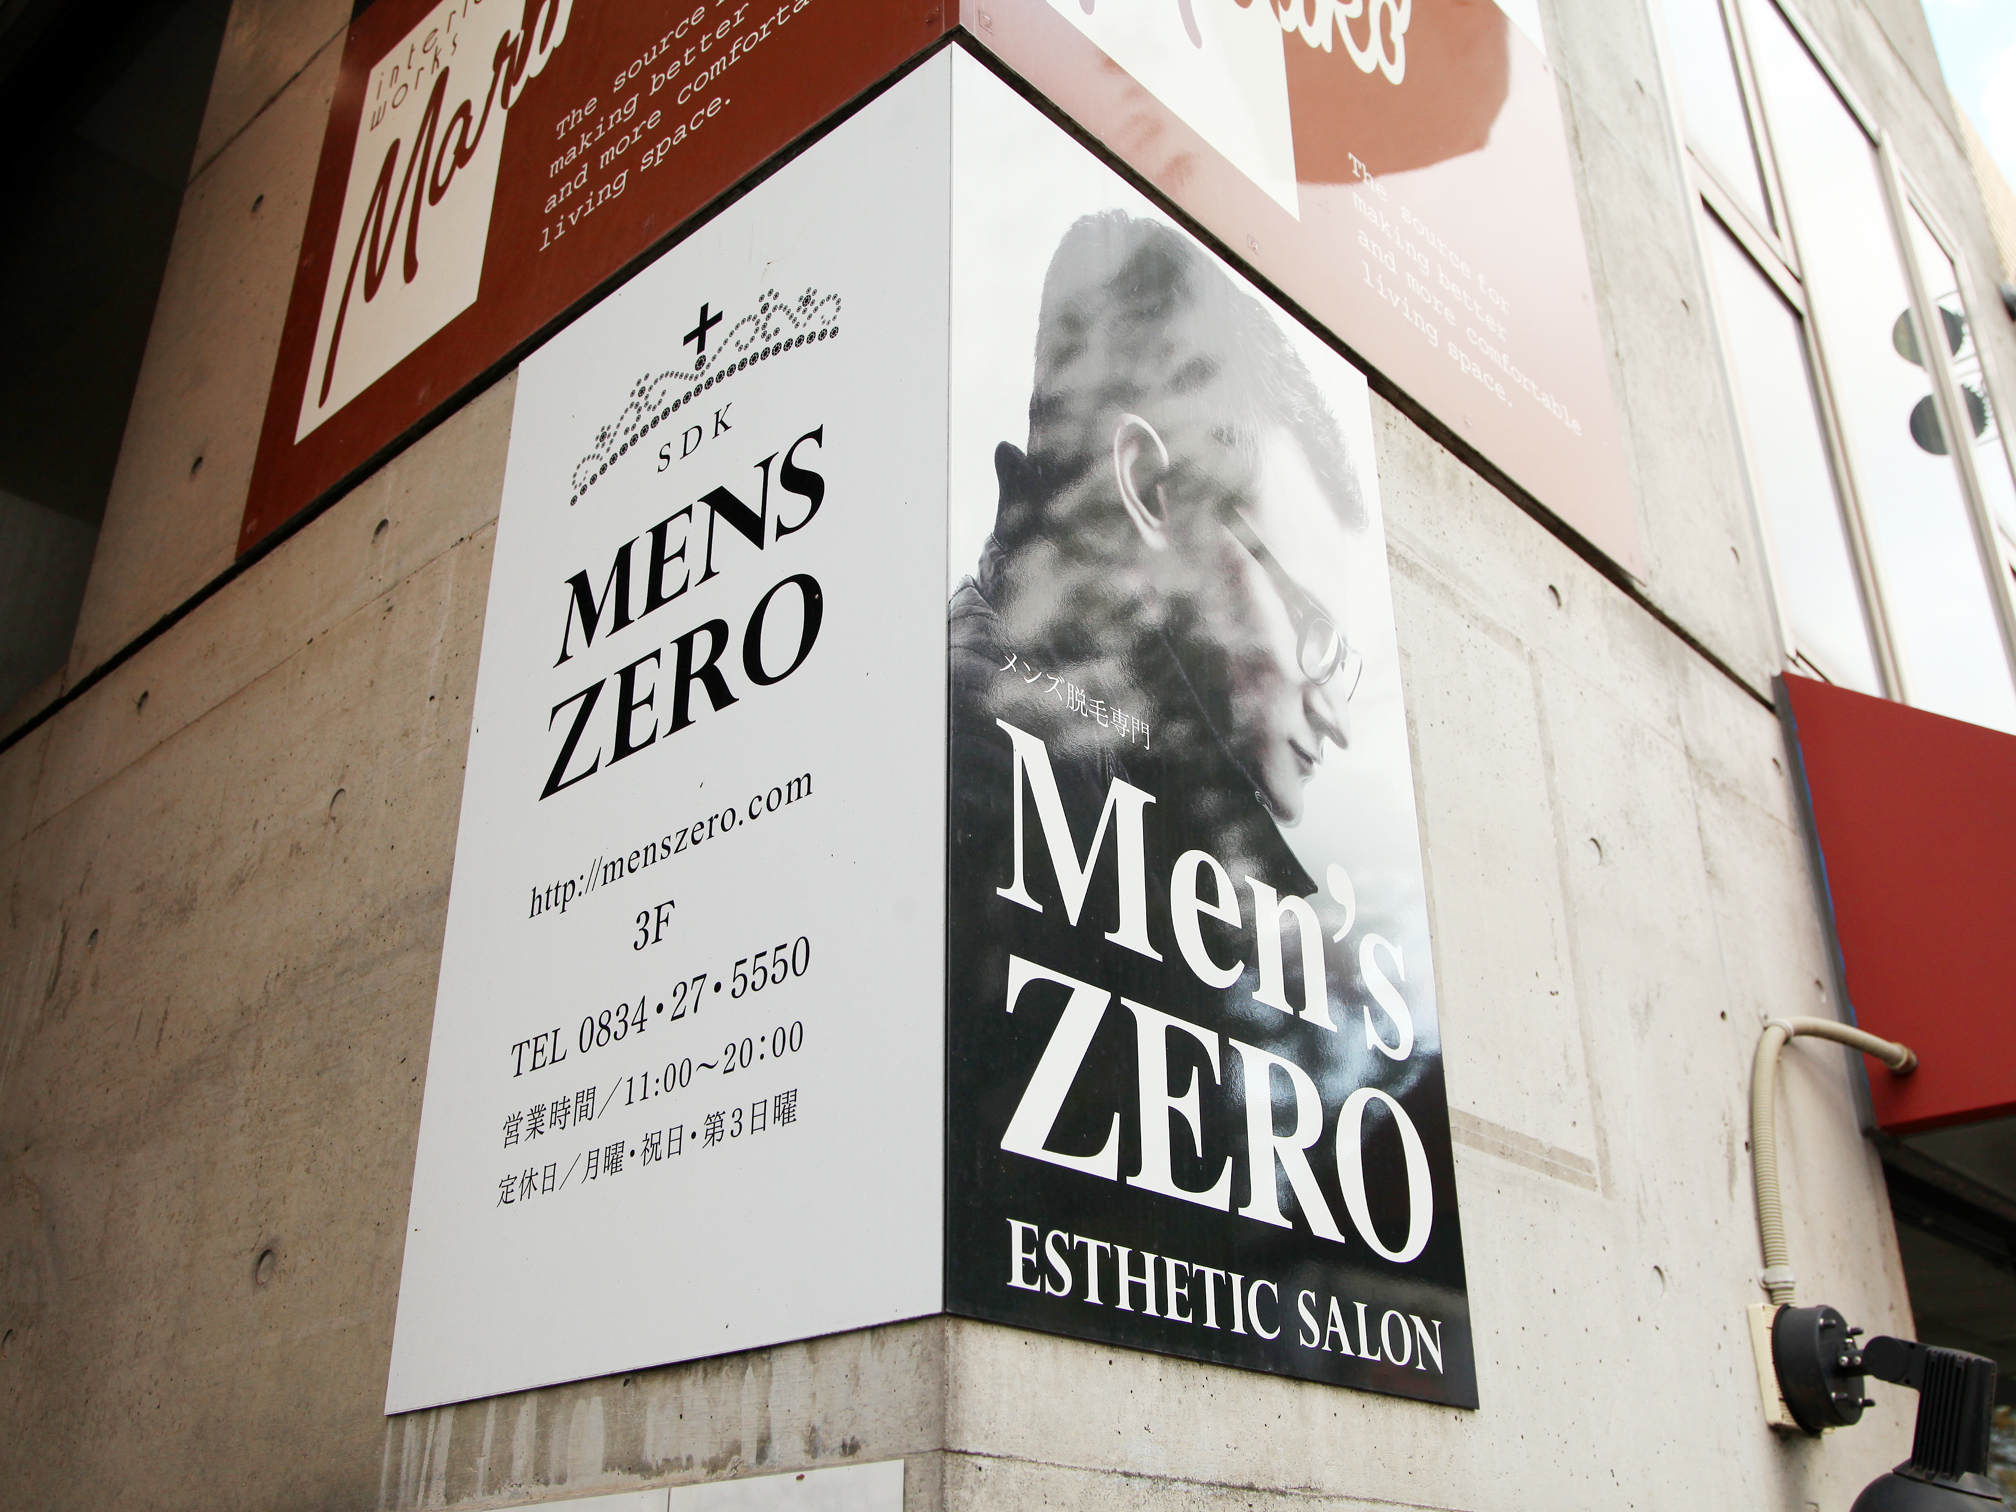 interior
works
The source
making better
and more comforta
living space.
The source for
making better
and more comfortable
living space.
SDK
MENS
ZERO
http://menszero.com
3F
TEL 0834・27・5550
営業時間／11:00～20:00
定休日／月曜・祝日・第3日曜
メンズ脱毛専門
Men's
ZERO
ESTHETIC SALON